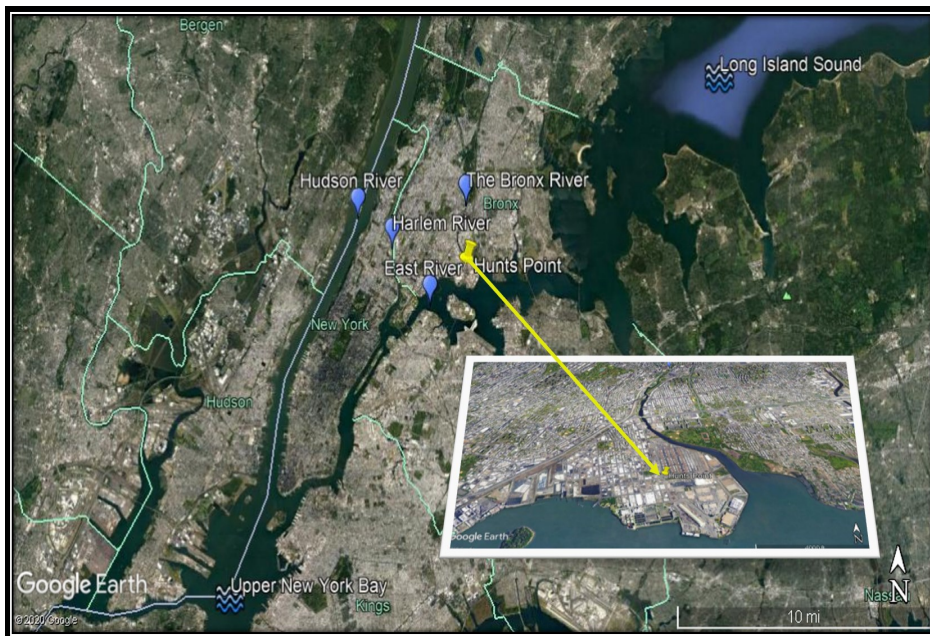 Bergen
Long Island Sound
Hudson River
The Bronx River
Bronx
Harlem River
East River
Hunts Point
New York
Hudson
Google Earth
N
Google Earth
Upper New York Bay
Kings
N
Nassa
10 mi
©2020 Google